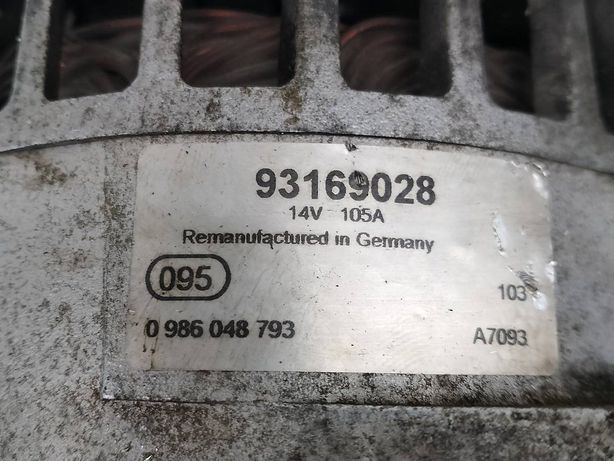 93169028
14V 105A
Remanufactured in Germany
095
103
0 986 048 793
A7093